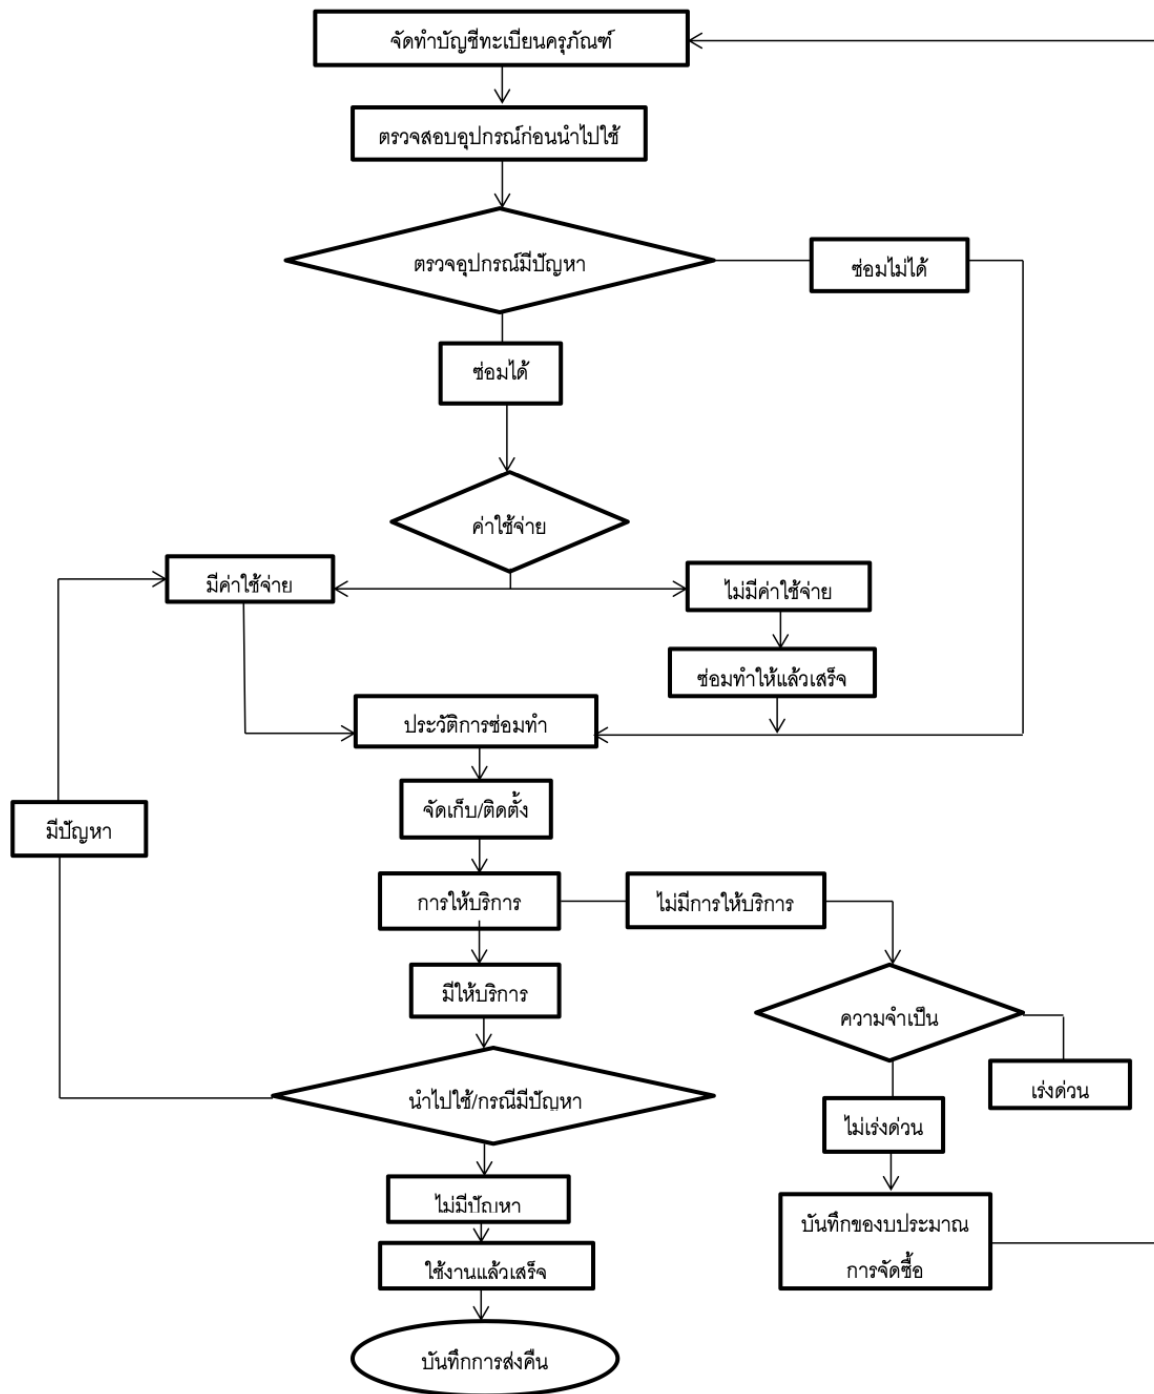 จัดทำบัญชีทะเบียนครุภัณฑ์
ตรวจสอบอุปกรณ์ก่อนนำไปใช้
ตรวจอุปกรณ์มีปัญหา
ซ่อมไม่ได้
ซ่อมได้
ค่าใช้จ่าย
มีค่าใช้จ่าย
ไม่มีค่าใช้จ่าย
ซ่อมทำให้แล้วเสร็จ
ประวัติการซ่อมทำ
จัดเก็บ/ติดตั้ง
มีปัญหา
การให้บริการ
ไม่มีการให้บริการ
มีให้บริการ
ความจำเป็น
เร่งด่วน
นำไปใช้/กรณีมีปัญหา
ไม่เร่งด่วน
ไม่มีปัญหา
บันทึกของบประมาณ
การจัดซื้อ
ใช้งานแล้วเสร็จ
บันทึกการส่งคืน